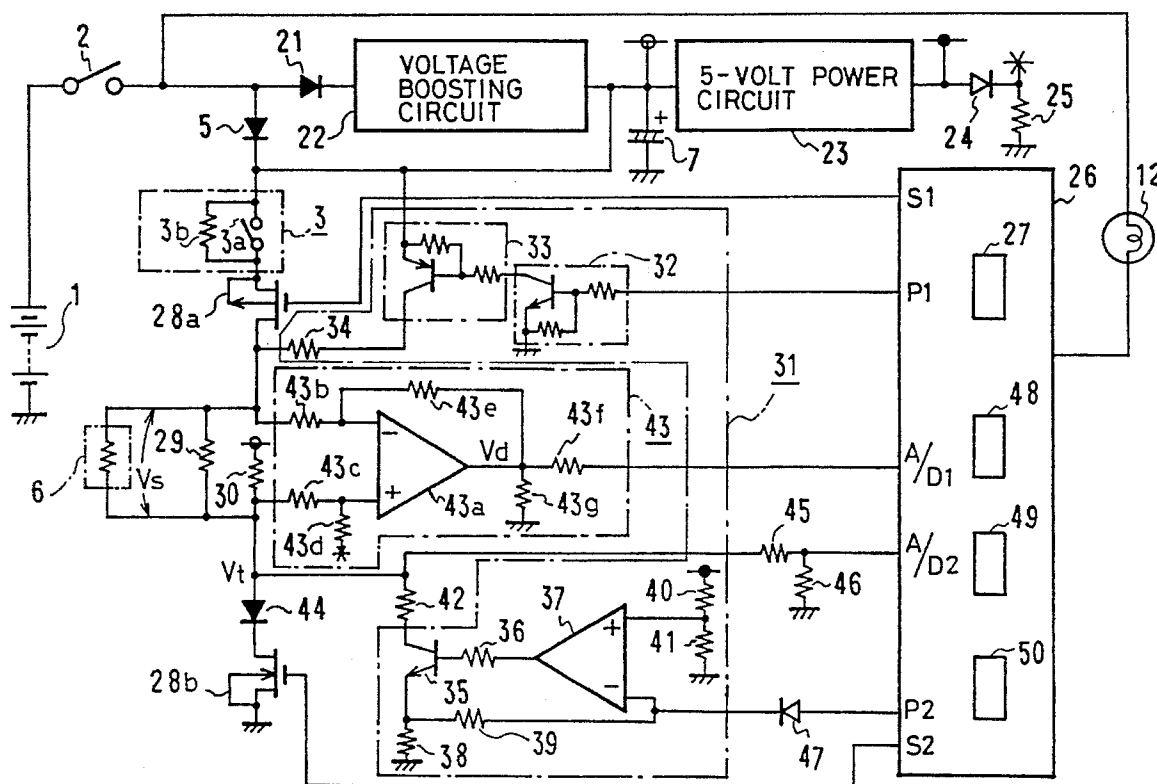 2
21
VOLTAGE
BOOSTING
CIRCUIT
22
5-VOLT POWER
CIRCUIT
23
+
7
24
25
5
3b
3a
3
33
32
S1
26
27
12
P1
28a
34
1
31
43b
43e
43
43f
48
6
Vs
29
30
43c
−
+
Vd
43a
43g
A/D1
43d
45
49
A/D2
46
Vt
44
42
37
40
+
41
36
50
28b
35
−
P2
39
47
S2
38